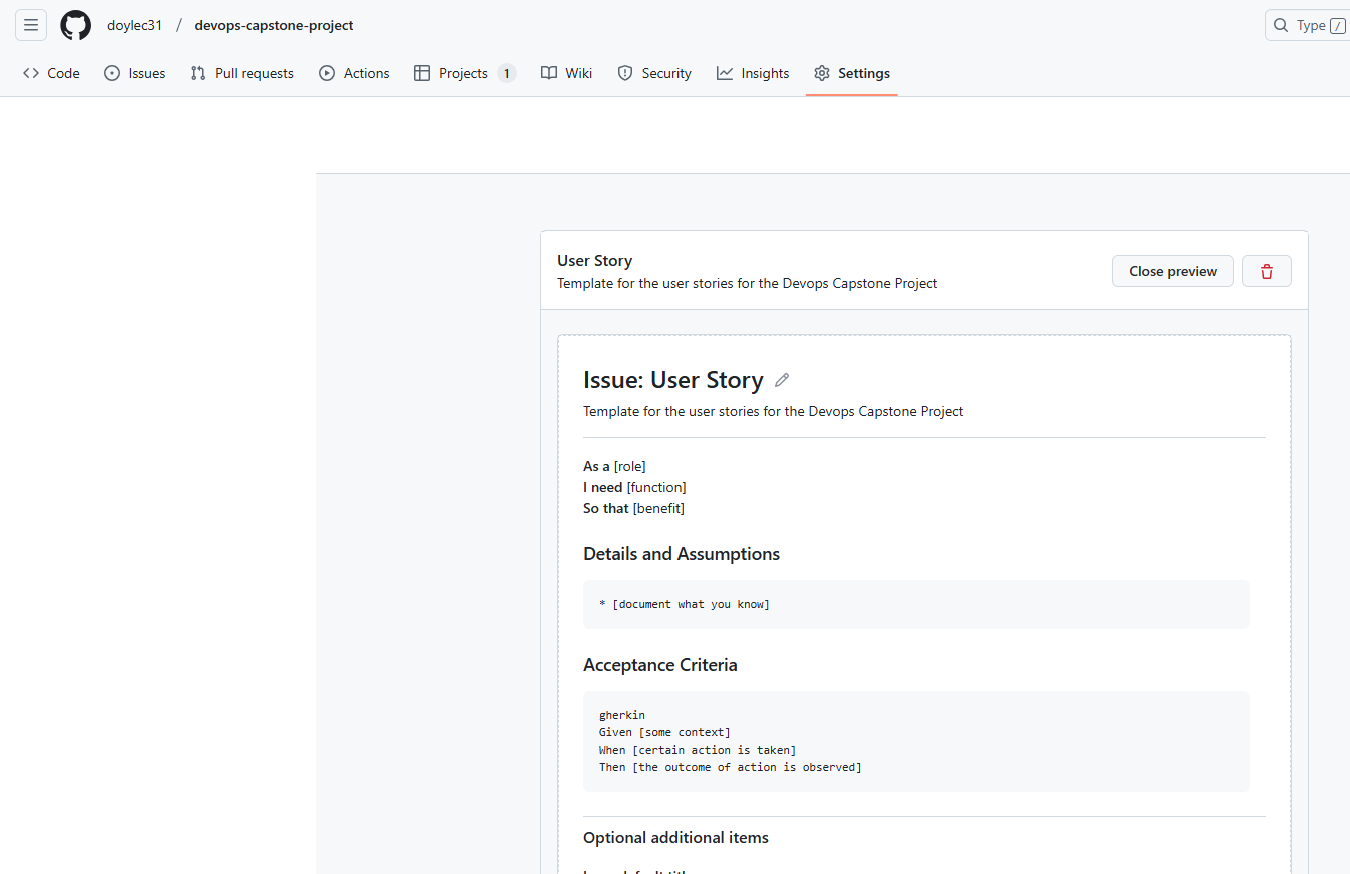 doylec31 / devops-capstone-project
Type /
Code Issues Pull requests Actions Projects 1 Wiki Security Insights Settings
User Story
Template for the user stories for the Devops Capstone Project
Close preview
Issue: User Story
Template for the user stories for the Devops Capstone Project
As a [role]
I need [function]
So that [benefit]
Details and Assumptions
* [document what you know]
Acceptance Criteria
gherkin
Given [some context]
When [certain action is taken]
Then [the outcome of action is observed]
Optional additional items